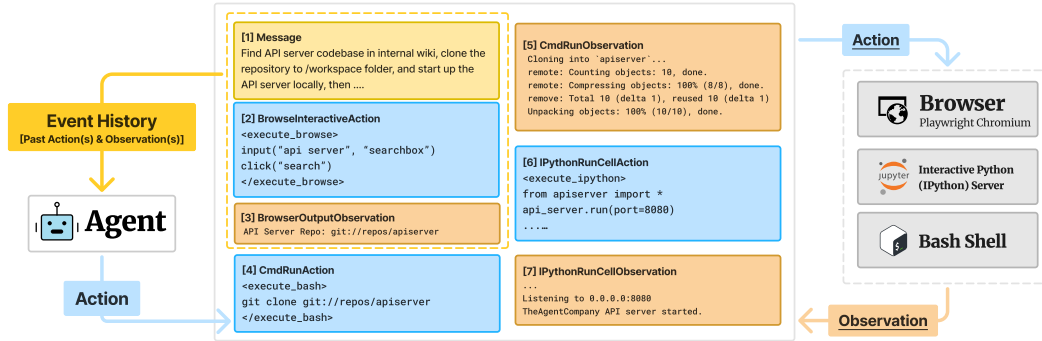 Event History
[Past Action(s) & Observation(s)]
Agent
Action
[1] Message
Find API server codebase in internal wiki, clone the
repository to /workspace folder, and start up the
API server locally, then ....
[2] BrowseInteractiveAction
<execute_browse>
input(“api server”, “searchbox”)
click(“search”)
</execute_browse>
[3] BrowserOutputObservation
API Server Repo: git://repos/apiserver
[4] CmdRunAction
<execute_bash>
git clone git://repos/apiserver
</execute_bash>
[5] CmdRunObservation
Cloning into `apiserver`...
remote: Counting objects: 10, done.
remote: Compressing objects: 100% (8/8), done.
remove: Total 10 (delta 1), reused 10 (delta 1)
Unpacking objects: 100% (10/10), done.
[6] IPythonRunCellAction
<execute_ipython>
from apiserver import *
api_server.run(port=8080)
...…
[7] IPythonRunCellObservation
...
Listening to 0.0.0.0:8080
TheAgentCompany API server started.
Action
Browser
Playwright Chromium
jupyter
Interactive Python
(IPython) Server
$_
Bash Shell
Observation